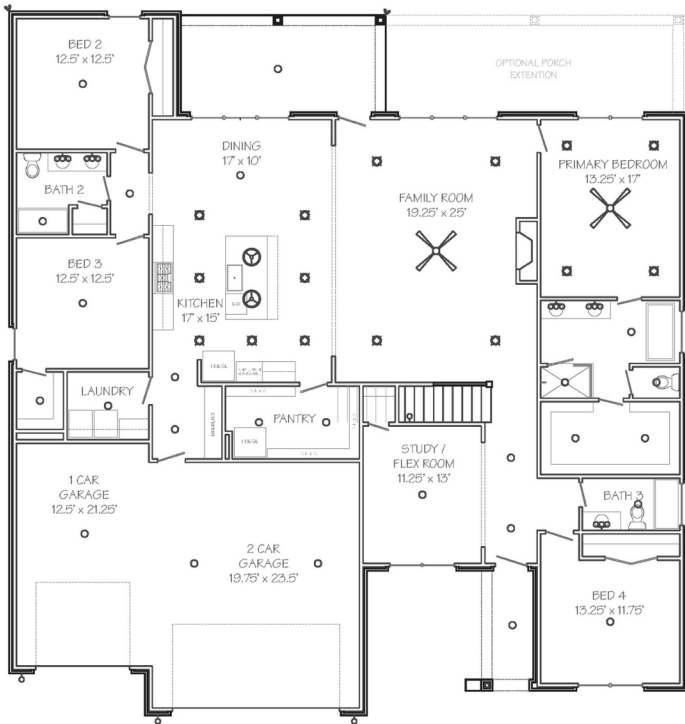 BED 2
12.5' x 12.5'
OPTIONAL PORCH
EXTENTION
DINING
17' x 10'
PRIMARY BEDROOM
13.25' x 17'
BATH 2
FAMILY ROOM
19.25' x 25'
BED 3
12.5' x 12.5'
KITCHEN
17' x 15'
LAUNDRY
PANTRY
STUDY /
FLEX ROOM
11.25' x 13'
1 CAR
GARAGE
12.5' x 21.25'
BATH 3
2 CAR
GARAGE
19.75' x 23.5'
BED 4
13.25' x 11.75'